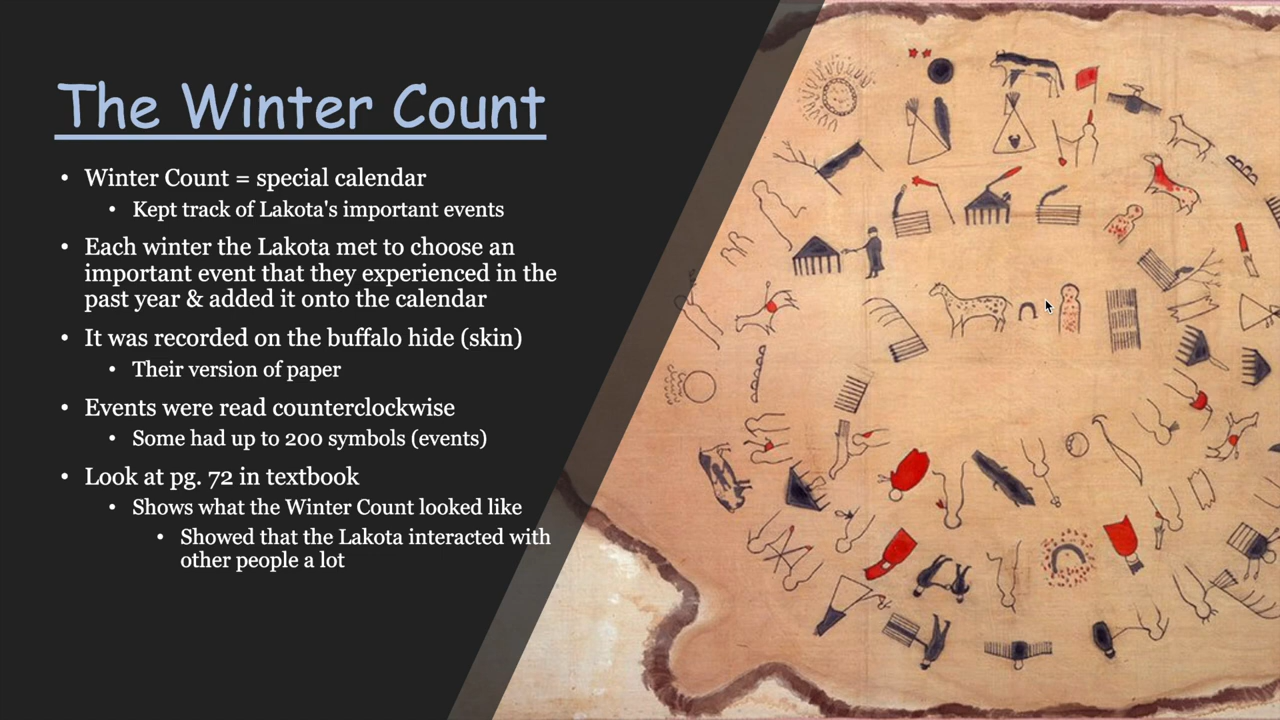 The Winter Count
• Winter Count = special calendar
• Kept track of Lakota's important events
• Each winter the Lakota met to choose an
important event that they experienced in the
past year & added it onto the calendar
• It was recorded on the buffalo hide (skin)
• Their version of paper
• Events were read counterclockwise
• Some had up to 200 symbols (events)
• Look at pg. 72 in textbook
• Shows what the Winter Count looked like
• Showed that the Lakota interacted with
other people a lot